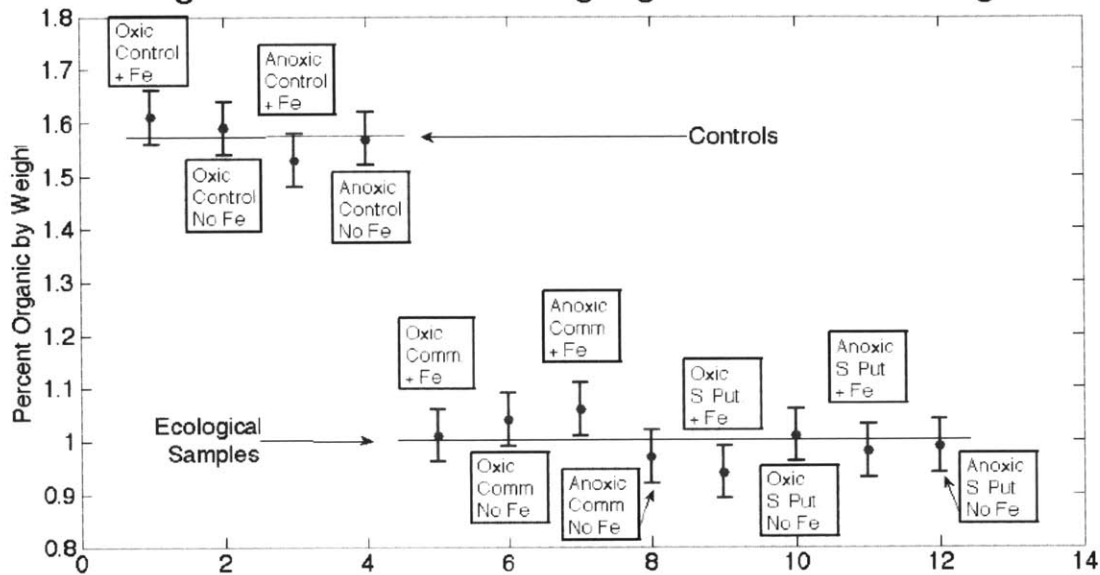 1.8
1.7
1.6
1.5
1.4
1.3
1.2
1.1
1
0.9
0.8
Percent Organic by Weight
Oxic
Control
+ Fe
Oxic
Control
No Fe
Anoxic
Control
+ Fe
Anoxic
Control
No Fe
Controls
Ecological
Samples
Oxic
Comm
+ Fe
Oxic
Comm
No Fe
Anoxic
Comm
+ Fe
Anoxic
Comm
No Fe
Oxic
S Put
+ Fe
Oxic
S Put
No Fe
Anoxic
S Put
+ Fe
Anoxic
S Put
No Fe
0
2
4
6
8
10
12
14